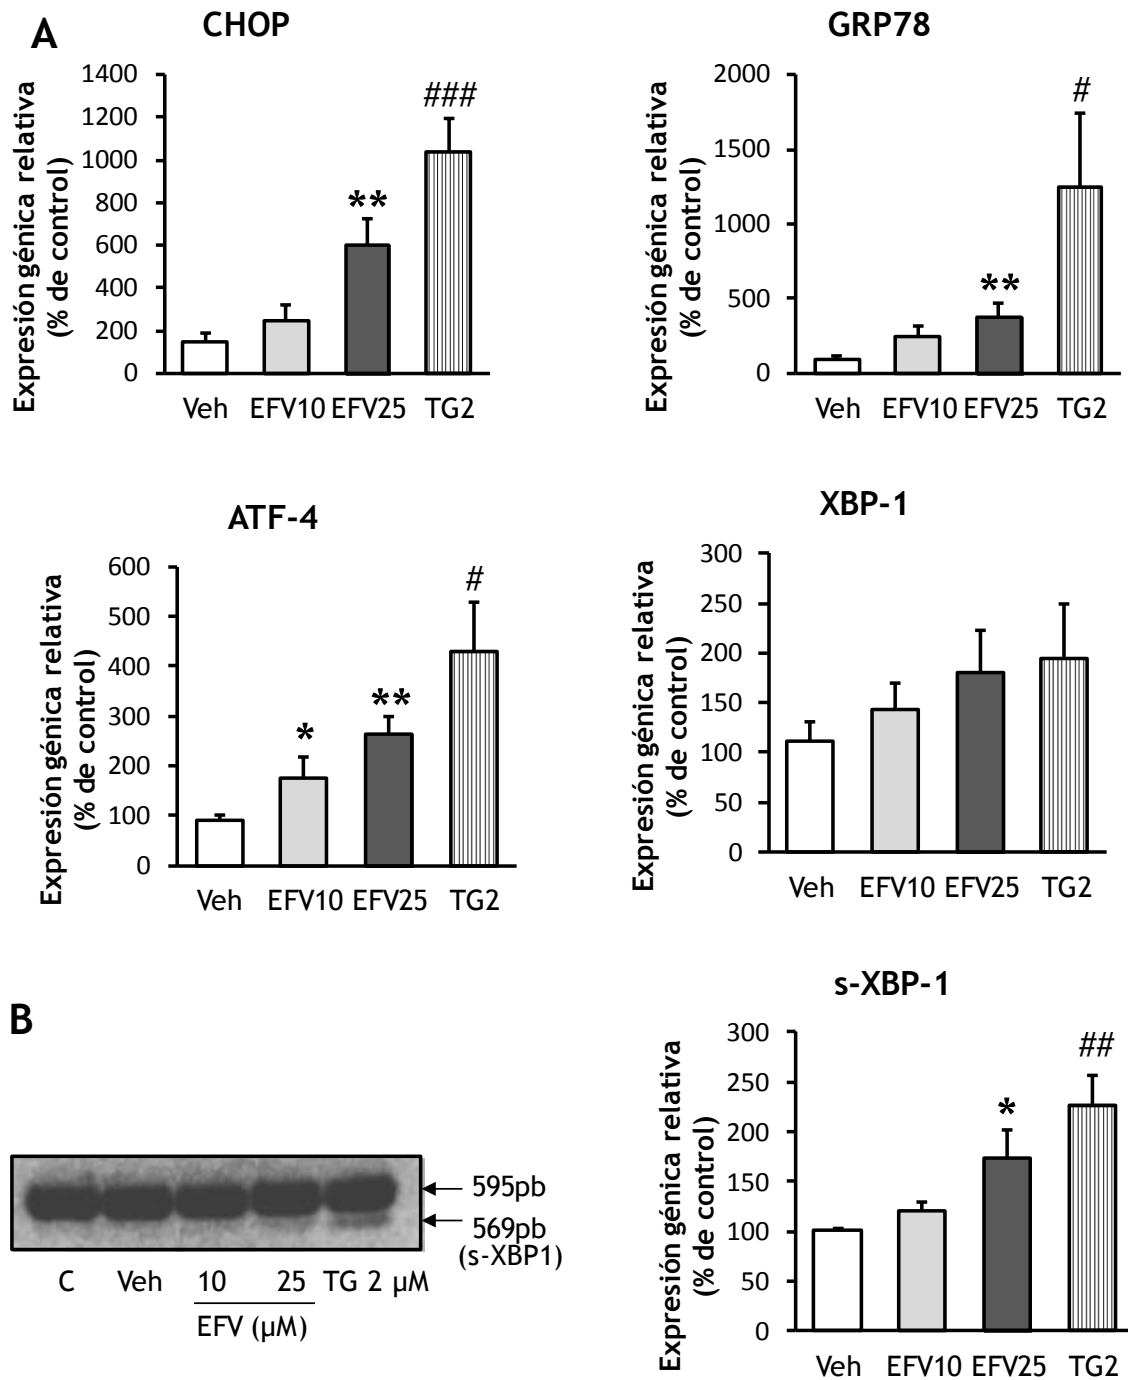 A
CHOP
Expresión génica relativa
(% de control)
1400
1200
1000
800
600
400
200
0
**
###
Veh EFV10 EFV25 TG2
GRP78
Expresión génica relativa
(% de control)
2000
1500
1000
500
0
**
#
Veh EFV10 EFV25 TG2
ATF-4
Expresión génica relativa
(% de control)
600
500
400
300
200
100
0
*
**
#
Veh EFV10 EFV25 TG2
XBP-1
Expresión génica relativa
(% de control)
300
250
200
150
100
50
0
Veh EFV10 EFV25 TG2
B
595pb
569pb
(s-XBP1)
C Veh 10 25 TG 2 µM
EFV (µM)
s-XBP-1
Expresión génica relativa
(% de control)
300
250
200
150
100
50
0
*
##
Veh EFV10 EFV25 TG2